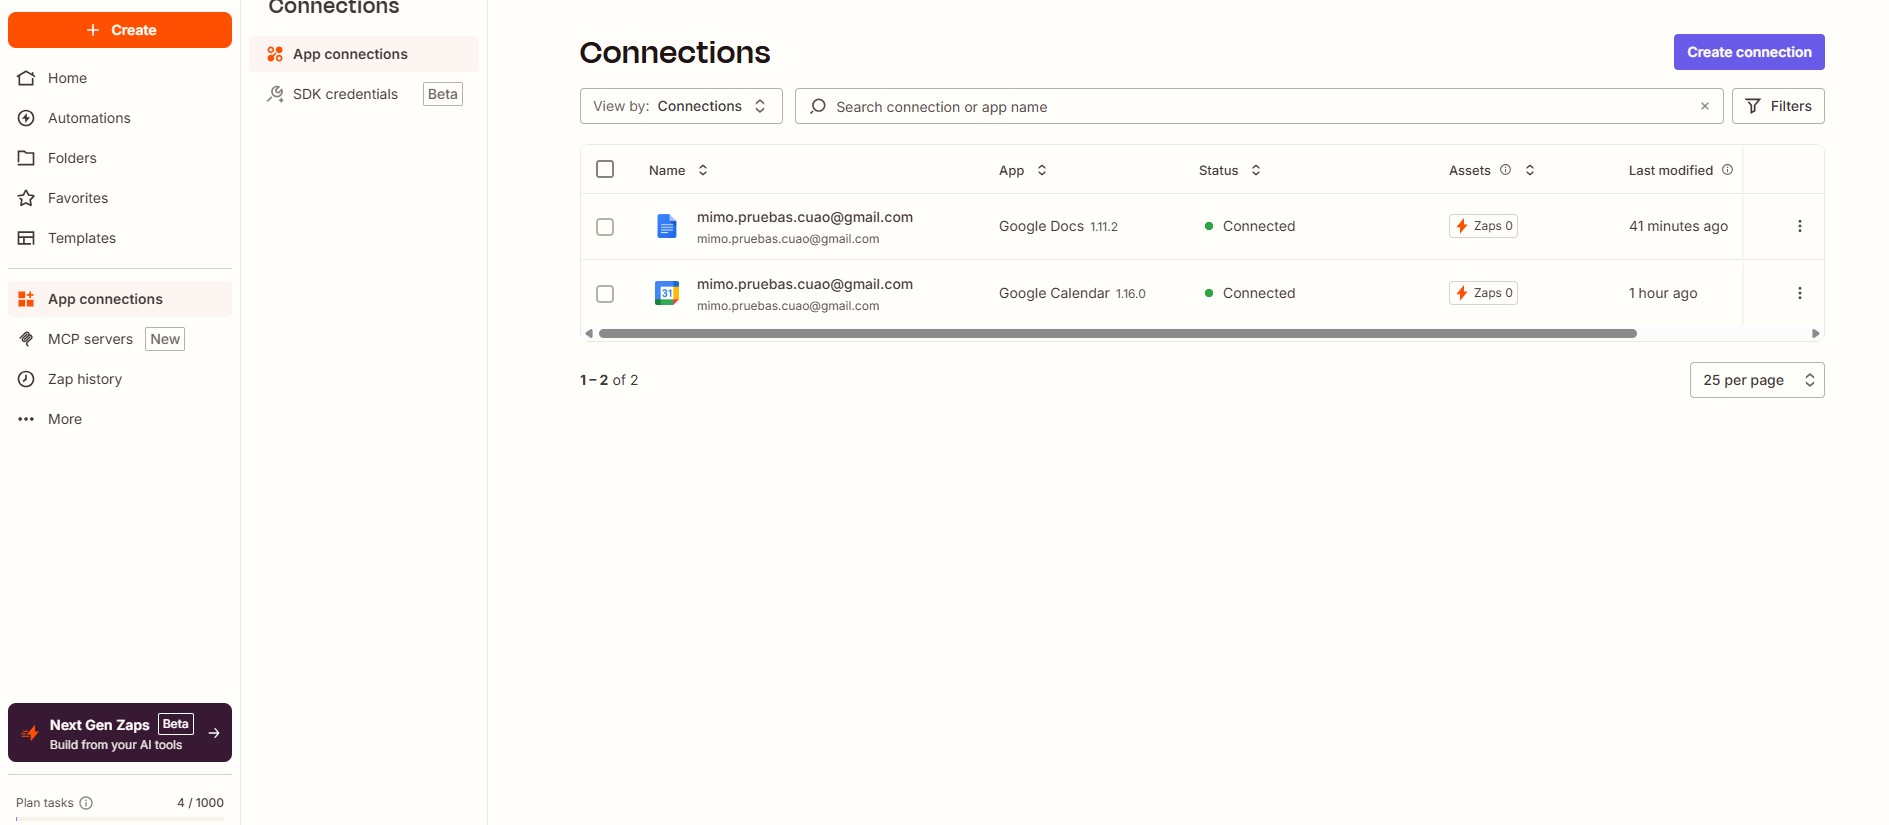 Create
Home
Automations
Folders
Favorites
Templates
App connections
MCP servers New
Zap history
More
Next Gen Zaps Beta
Build from your AI tools
Plan tasks 4 / 1000
Connections
App connections
SDK credentials Beta
Connections
Create connection
View by: Connections
Search connection or app name
Filters
Name App Status Assets Last modified
mimo.pruebas.cuao@gmail.com
mimo.pruebas.cuao@gmail.com
Google Docs 1.11.2 Connected Zaps 0 41 minutes ago
31
mimo.pruebas.cuao@gmail.com
mimo.pruebas.cuao@gmail.com
Google Calendar 1.16.0 Connected Zaps 0 1 hour ago
1 – 2 of 2
25 per page